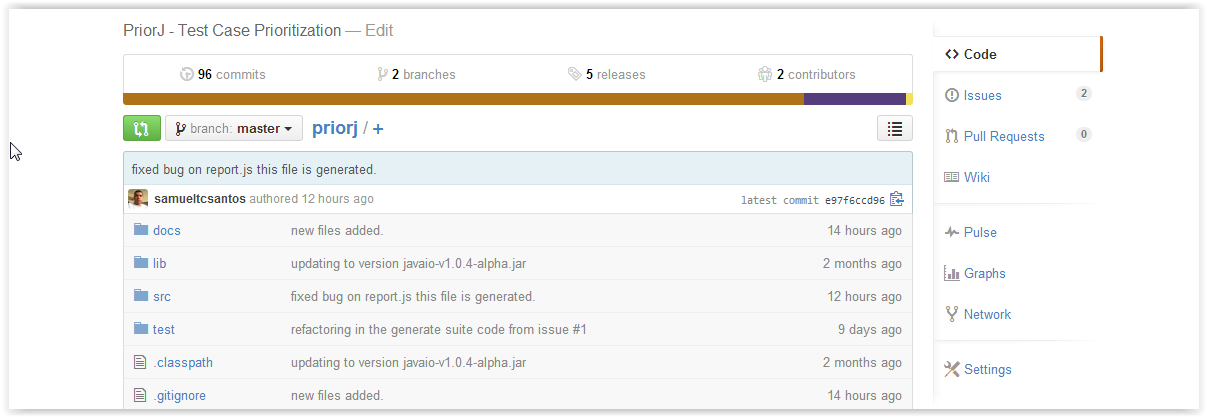 PriorJ - Test Case Prioritization — Edit
96 commits 2 branches 5 releases 2 contributors
branch: master priorj / +
fixed bug on report.js this file is generated.
samueltcsantos authored 12 hours ago latest commit e97f6ccd96
docs new files added. 14 hours ago
lib updating to version javaio-v1.0.4-alpha.jar 2 months ago
src fixed bug on report.js this file is generated. 12 hours ago
test refactoring in the generate suite code from issue #1 9 days ago
.classpath updating to version javaio-v1.0.4-alpha.jar 2 months ago
.gitignore new files added. 14 hours ago
Code
Issues 2
Pull Requests 0
Wiki
Pulse
Graphs
Network
Settings